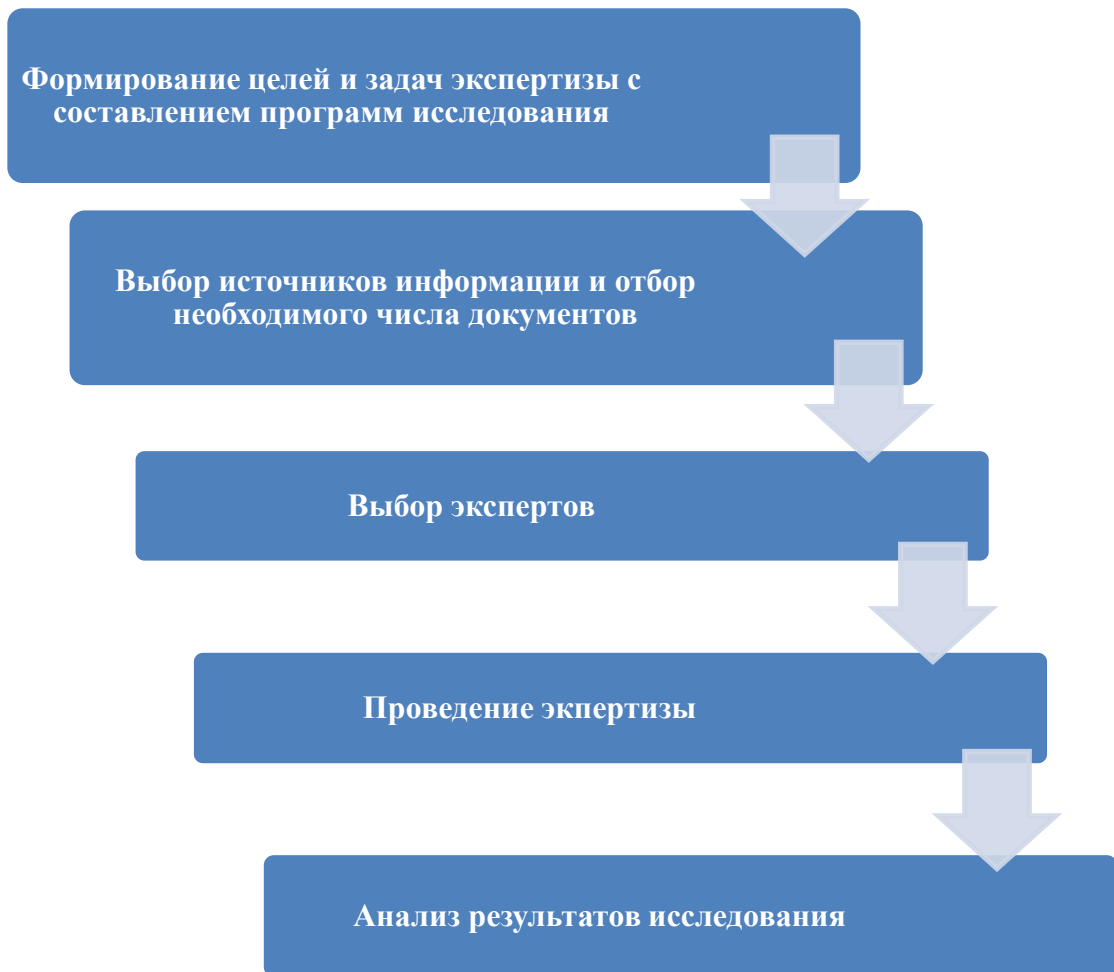 Формирование целей и задач экспертизы с
составлением программ исследования
Выбор источников информации и отбор
необходимого числа документов
Выбор экспертов
Проведение экпертизы
Анализ результатов исследования